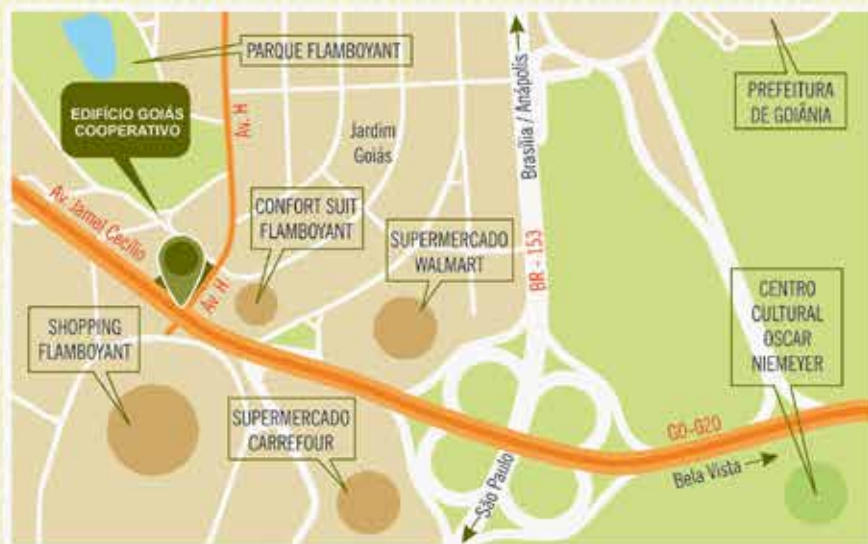 PARQUE FLAMBOYANT
EDIFÍCIO GOIÁS
COOPERATIVO
Av. H
Jardim
Goiás
Brasília / Anápolis
PREFEITURA
DE GOIÂNIA
Av. Jamel Cecílio
CONFORT SUIT
FLAMBOYANT
SUPERMERCADO
WALMART
BR - 153
Av. H
CENTRO
CULTURAL
OSCAR
NIEMEYER
SHOPPING
FLAMBOYANT
SUPERMERCADO
CARREFOUR
GO-G20
Bela Vista
São Paulo